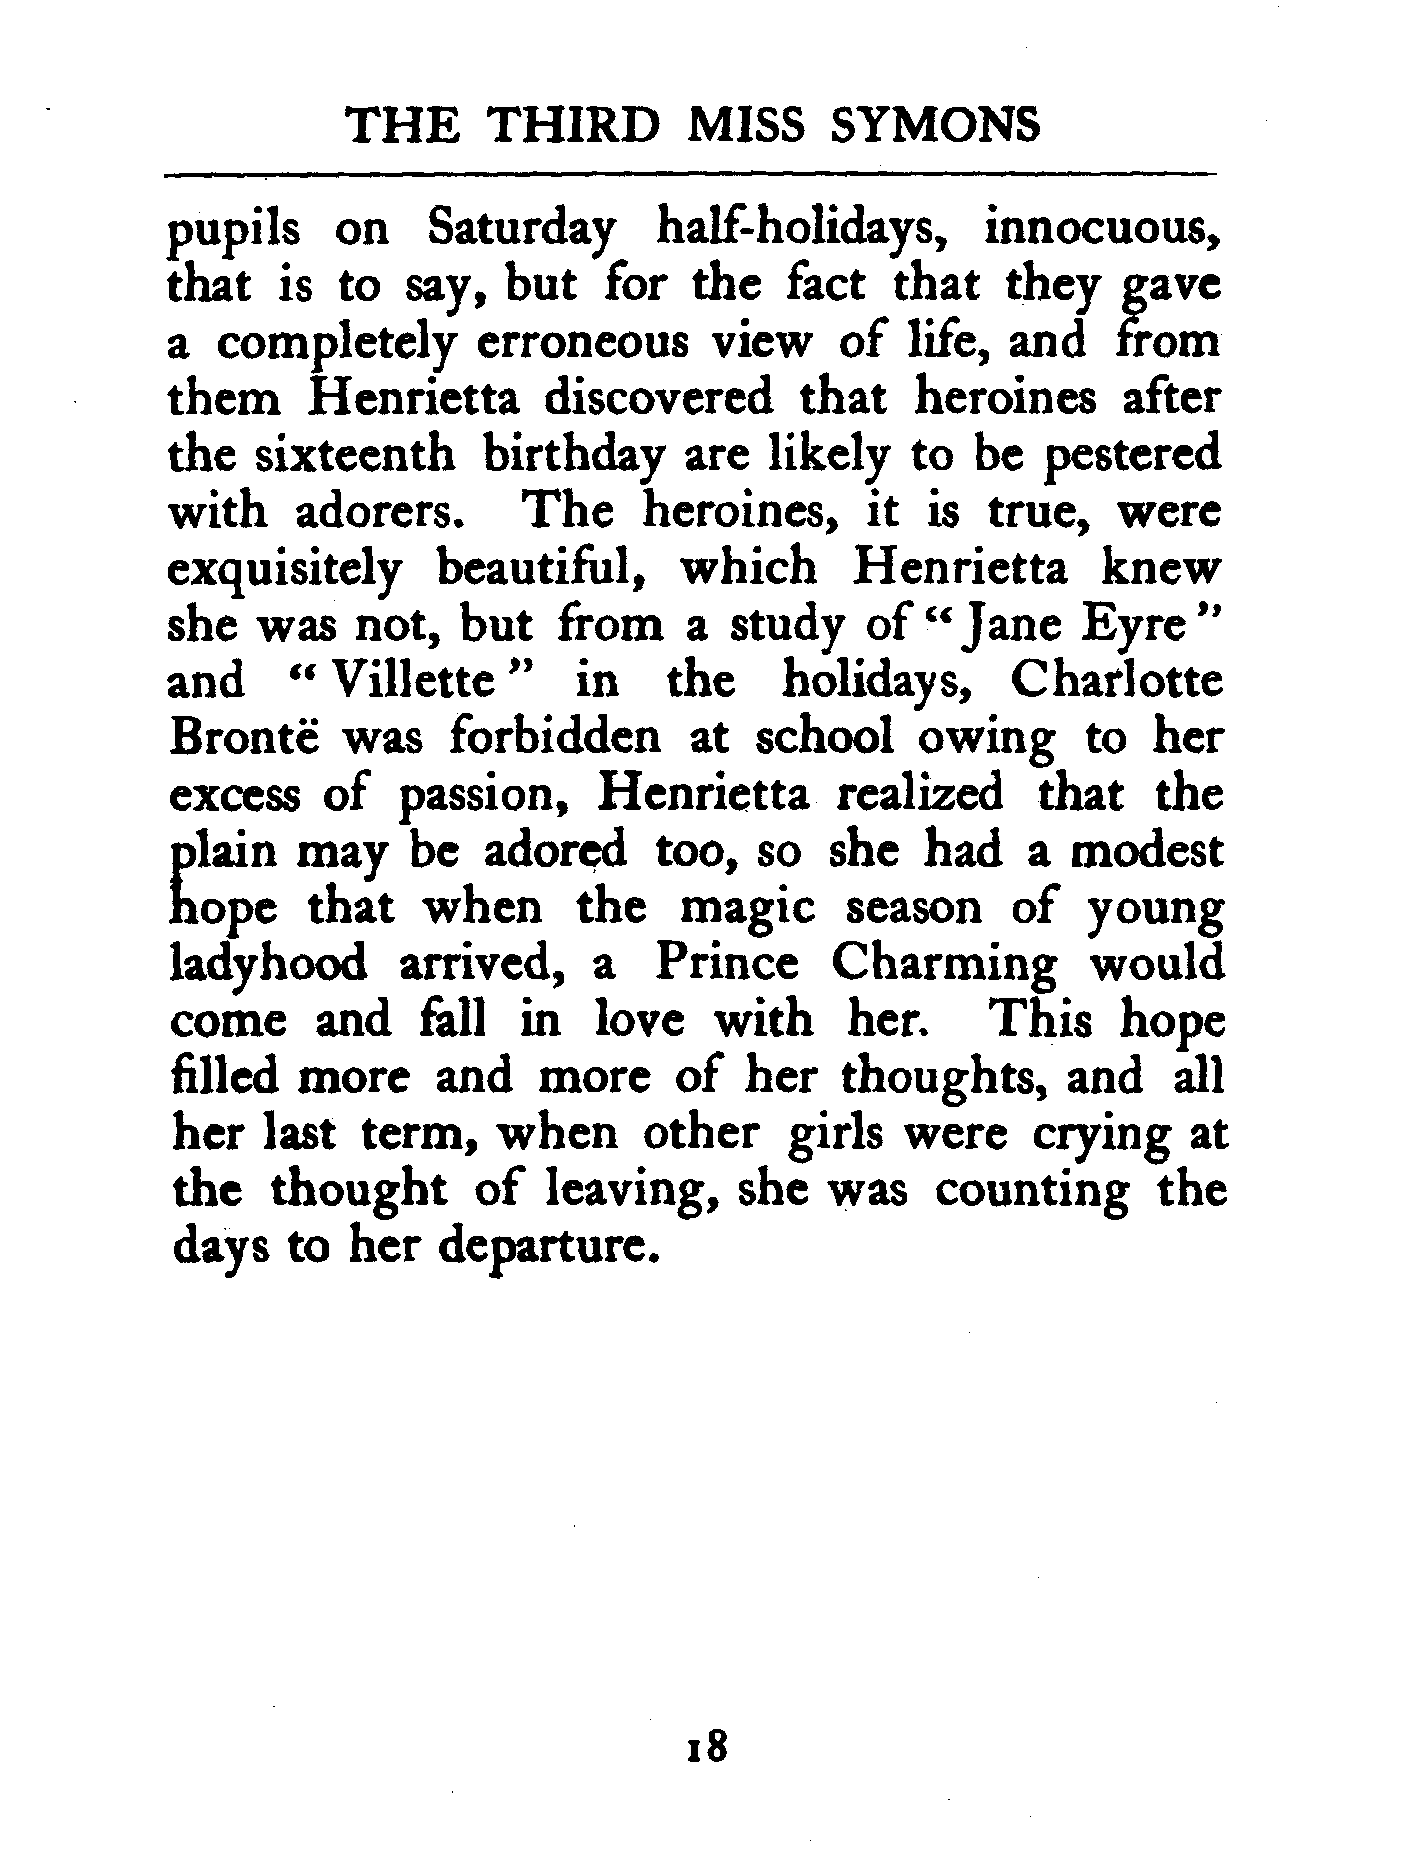 THE THIRD MISS SYMONS
pupils on Saturday half-holidays, innocuous,
that is to say, but for the fact that they gave
a completely erroneous view of life, and from
them Henrietta discovered that heroines after
the sixteenth birthday are likely to be pestered
with adorers. The heroines, it is true, were
exquisitely beautiful, which Henrietta knew
she was not, but from a study of “Jane Eyre”
and “Villette” in the holidays, Charlotte
Brontë was forbidden at school owing to her
excess of passion, Henrietta realized that the
plain may be adored too, so she had a modest
hope that when the magic season of young
ladyhood arrived, a Prince Charming would
come and fall in love with her. This hope
filled more and more of her thoughts, and all
her last term, when other girls were crying at
the thought of leaving, she was counting the
days to her departure.
18